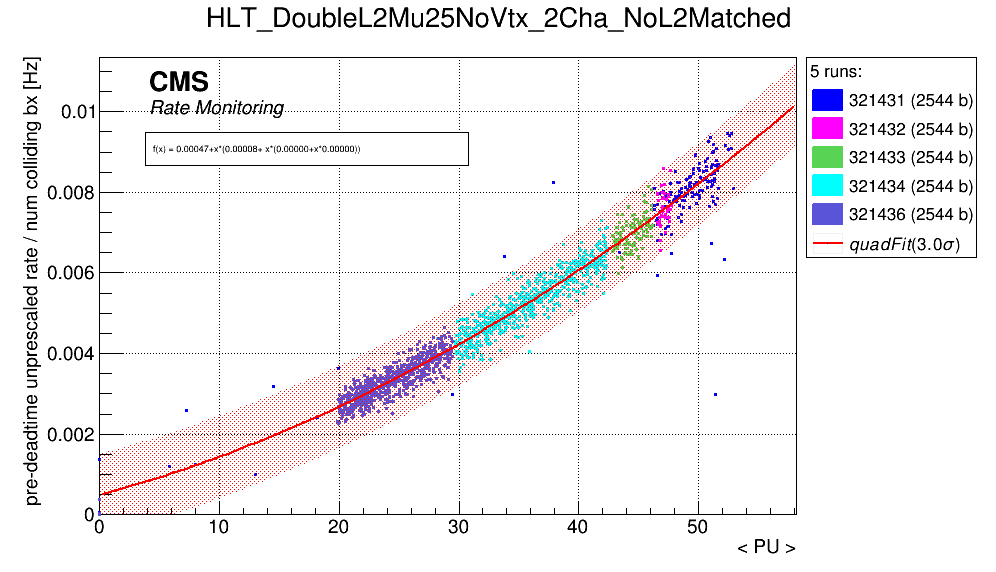 HLT_DoubleL2Mu25NoVtx_2Cha_NoL2Matched
pre-deadtime unprescaled rate / num colliding bx [Hz]
CMS
Rate Monitoring
f(x) = 0.00047+x*(0.00008+ x*(0.00000+x*0.00000))
0.01
0.008
0.006
0.004
0.002
0
0 10 20 30 40 50
< PU >
5 runs:
321431 (2544 b)
321432 (2544 b)
321433 (2544 b)
321434 (2544 b)
321436 (2544 b)
quadFit(3.0σ)